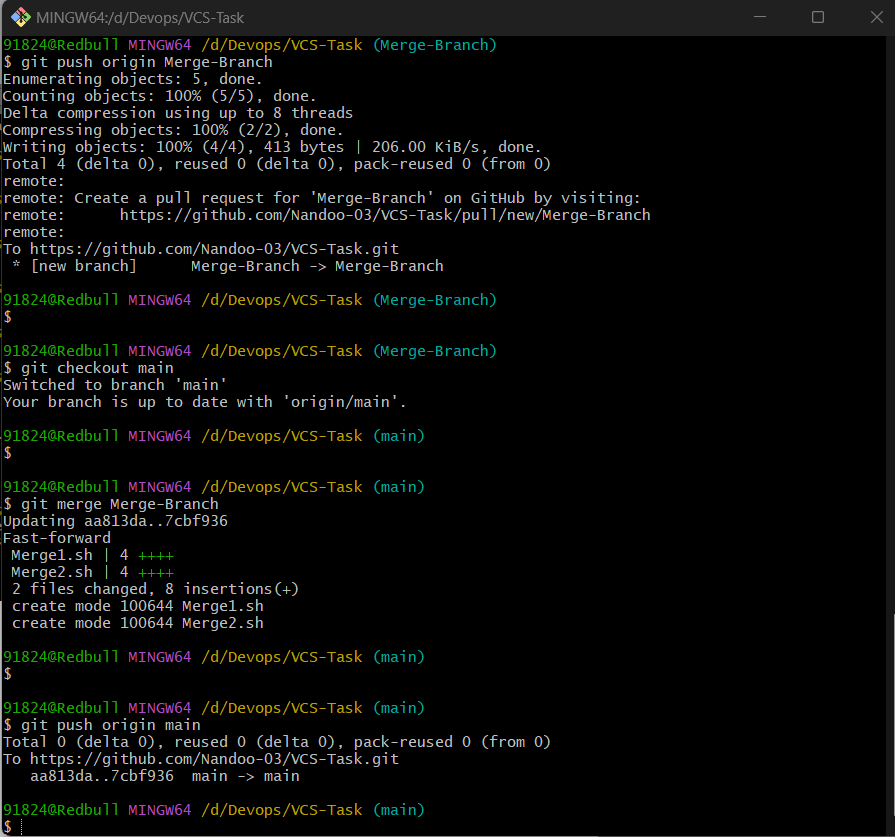 MINGW64:/d/Devops/VCS-Task
91824@Redbull MINGW64 /d/Devops/VCS-Task (Merge-Branch)
$ git push origin Merge-Branch
Enumerating objects: 5, done.
Counting objects: 100% (5/5), done.
Delta compression using up to 8 threads
Compressing objects: 100% (2/2), done.
Writing objects: 100% (4/4), 413 bytes | 206.00 KiB/s, done.
Total 4 (delta 0), reused 0 (delta 0), pack-reused 0 (from 0)
remote:
remote: Create a pull request for 'Merge-Branch' on GitHub by visiting:
remote:      https://github.com/Nandoo-03/VCS-Task/pull/new/Merge-Branch
remote:
To https://github.com/Nandoo-03/VCS-Task.git
 * [new branch]      Merge-Branch -> Merge-Branch
91824@Redbull MINGW64 /d/Devops/VCS-Task (Merge-Branch)
$
91824@Redbull MINGW64 /d/Devops/VCS-Task (Merge-Branch)
$ git checkout main
Switched to branch 'main'
Your branch is up to date with 'origin/main'.
91824@Redbull MINGW64 /d/Devops/VCS-Task (main)
$
91824@Redbull MINGW64 /d/Devops/VCS-Task (main)
$ git merge Merge-Branch
Updating aa813da..7cbf936
Fast-forward
 Merge1.sh | 4 ++++
 Merge2.sh | 4 ++++
 2 files changed, 8 insertions(+)
 create mode 100644 Merge1.sh
 create mode 100644 Merge2.sh
91824@Redbull MINGW64 /d/Devops/VCS-Task (main)
$
91824@Redbull MINGW64 /d/Devops/VCS-Task (main)
$ git push origin main
Total 0 (delta 0), reused 0 (delta 0), pack-reused 0 (from 0)
To https://github.com/Nandoo-03/VCS-Task.git
   aa813da..7cbf936  main -> main
91824@Redbull MINGW64 /d/Devops/VCS-Task (main)
$